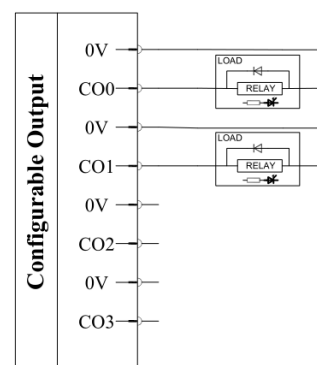 Configurable Output
0V
LOAD
CO0
RELAY
0V
LOAD
CO1
RELAY
0V
CO2
0V
CO3